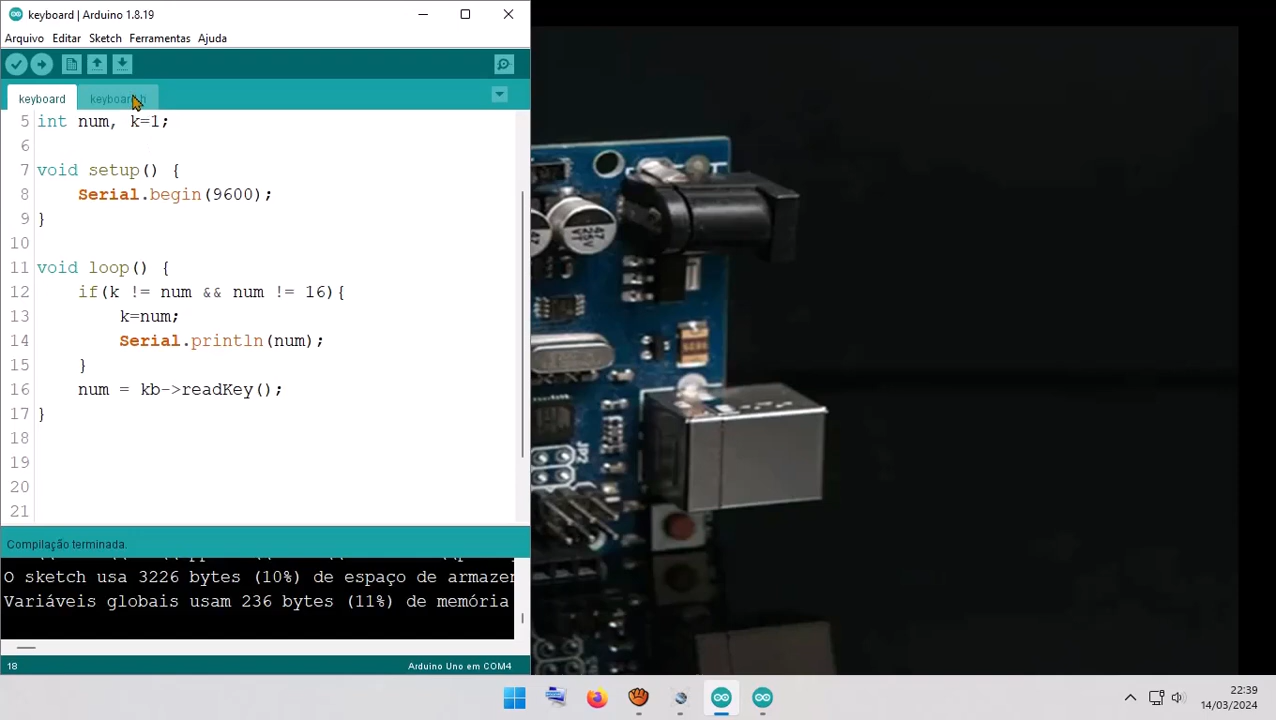 keyboard | Arduino 1.8.19
Arquivo Editar Sketch Ferramentas Ajuda
keyboard
5 int num, k=1;
6
7 void setup() {
8 Serial.begin(9600);
9 }
10
11 void loop() {
12 if(k != num && num != 16){
13 k=num;
14 Serial.println(num);
15 }
16 num = kb->readKey();
17 }
18
19
20
21
Compilação terminada.
O sketch usa 3226 bytes (10%) de espaço de armazen
Variáveis globais usam 236 bytes (11%) de memória
18 Arduino Uno em COM4
JP2
22:39
14/03/2024